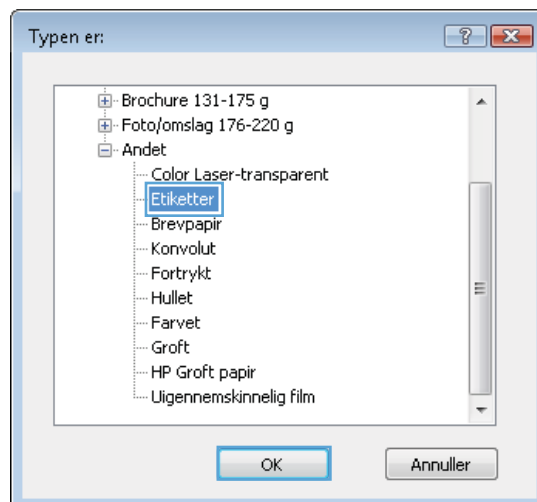 Typen er:
Brochure 131-175 g
Foto/omslag 176-220 g
Andet
Color Laser-transparent
Etiketter
Brevpapir
Konvolut
Fortrykt
Hullet
Farvet
Groft
HP Groft papir
Uigennemskinnelig film
OK Annuller